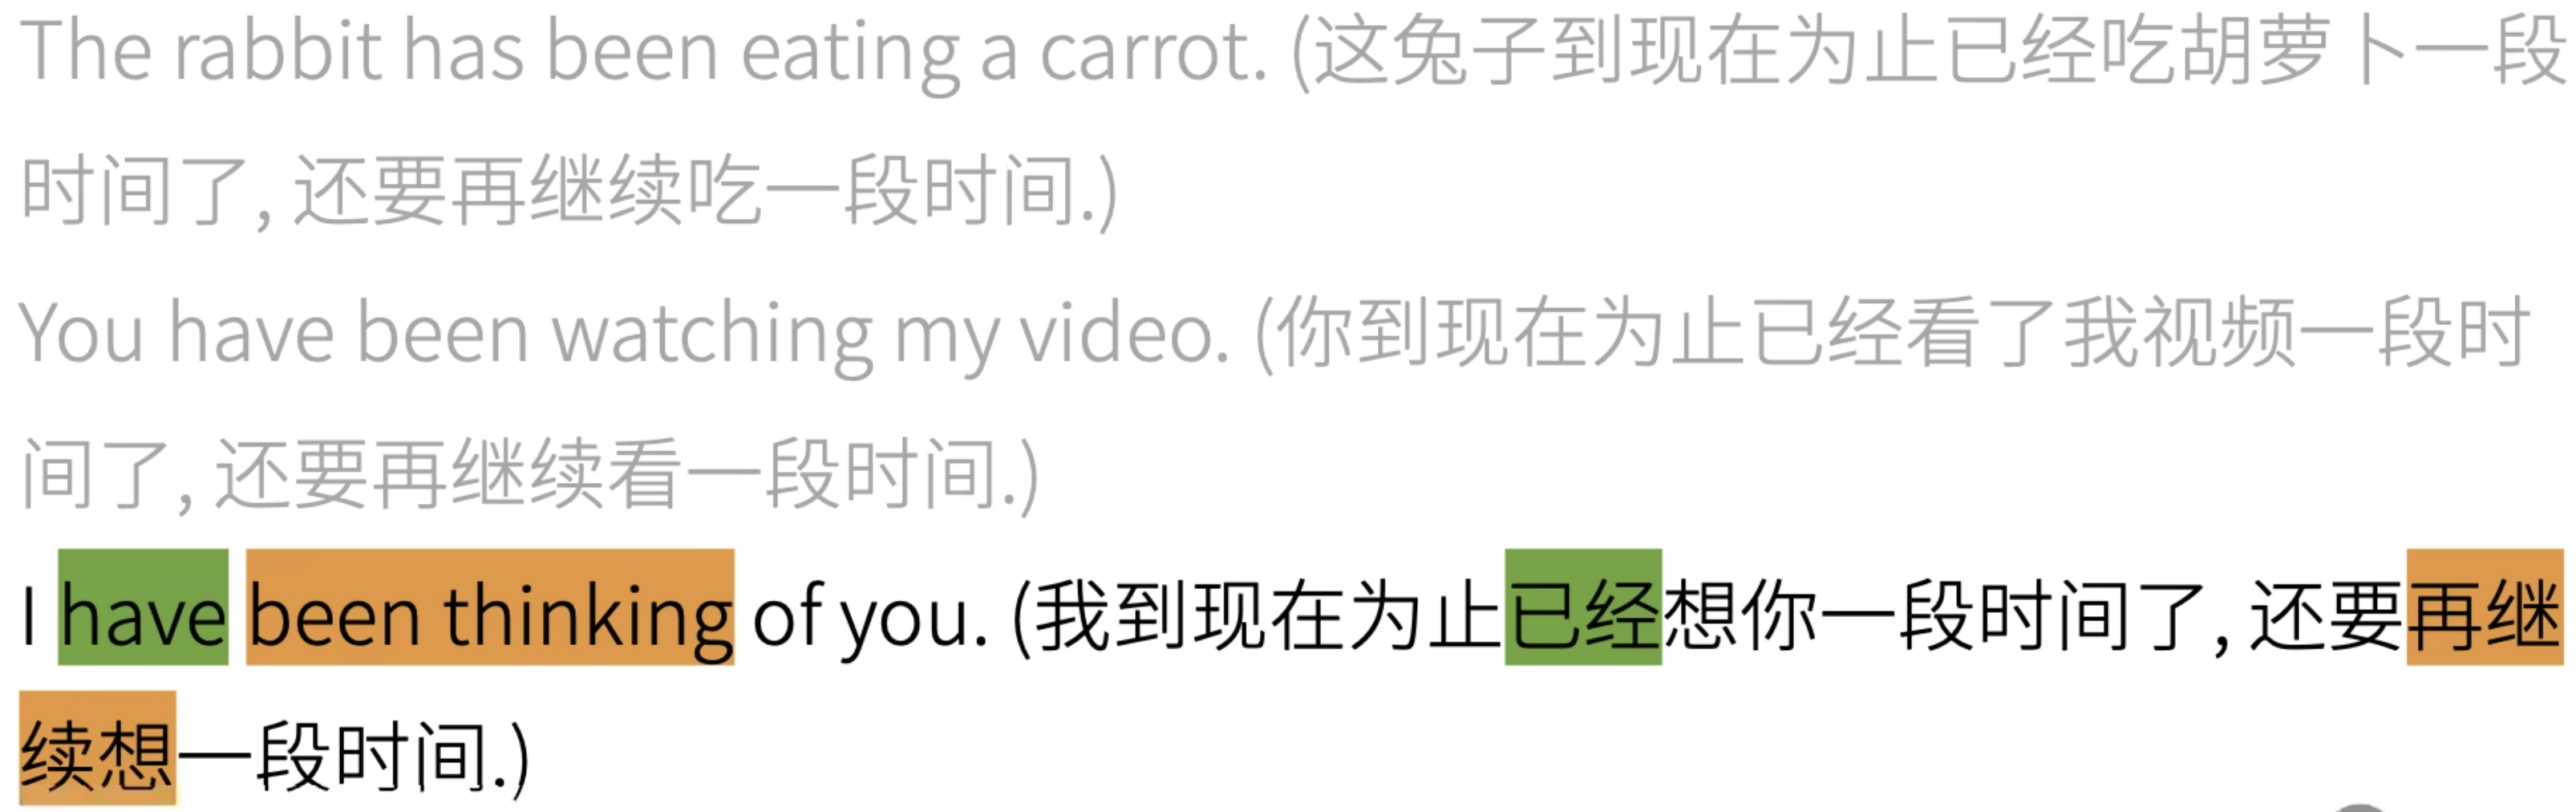 The rabbit has been eating a carrot. (这兔子到现在为止已经吃胡萝卜一段
时间了, 还要再继续吃一段时间.)
You have been watching my video. (你到现在为止已经看了我视频一段时
间了, 还要再继续看一段时间.)
I have been thinking of you. (我到现在为止已经想你一段时间了, 还要再继
续想一段时间.)